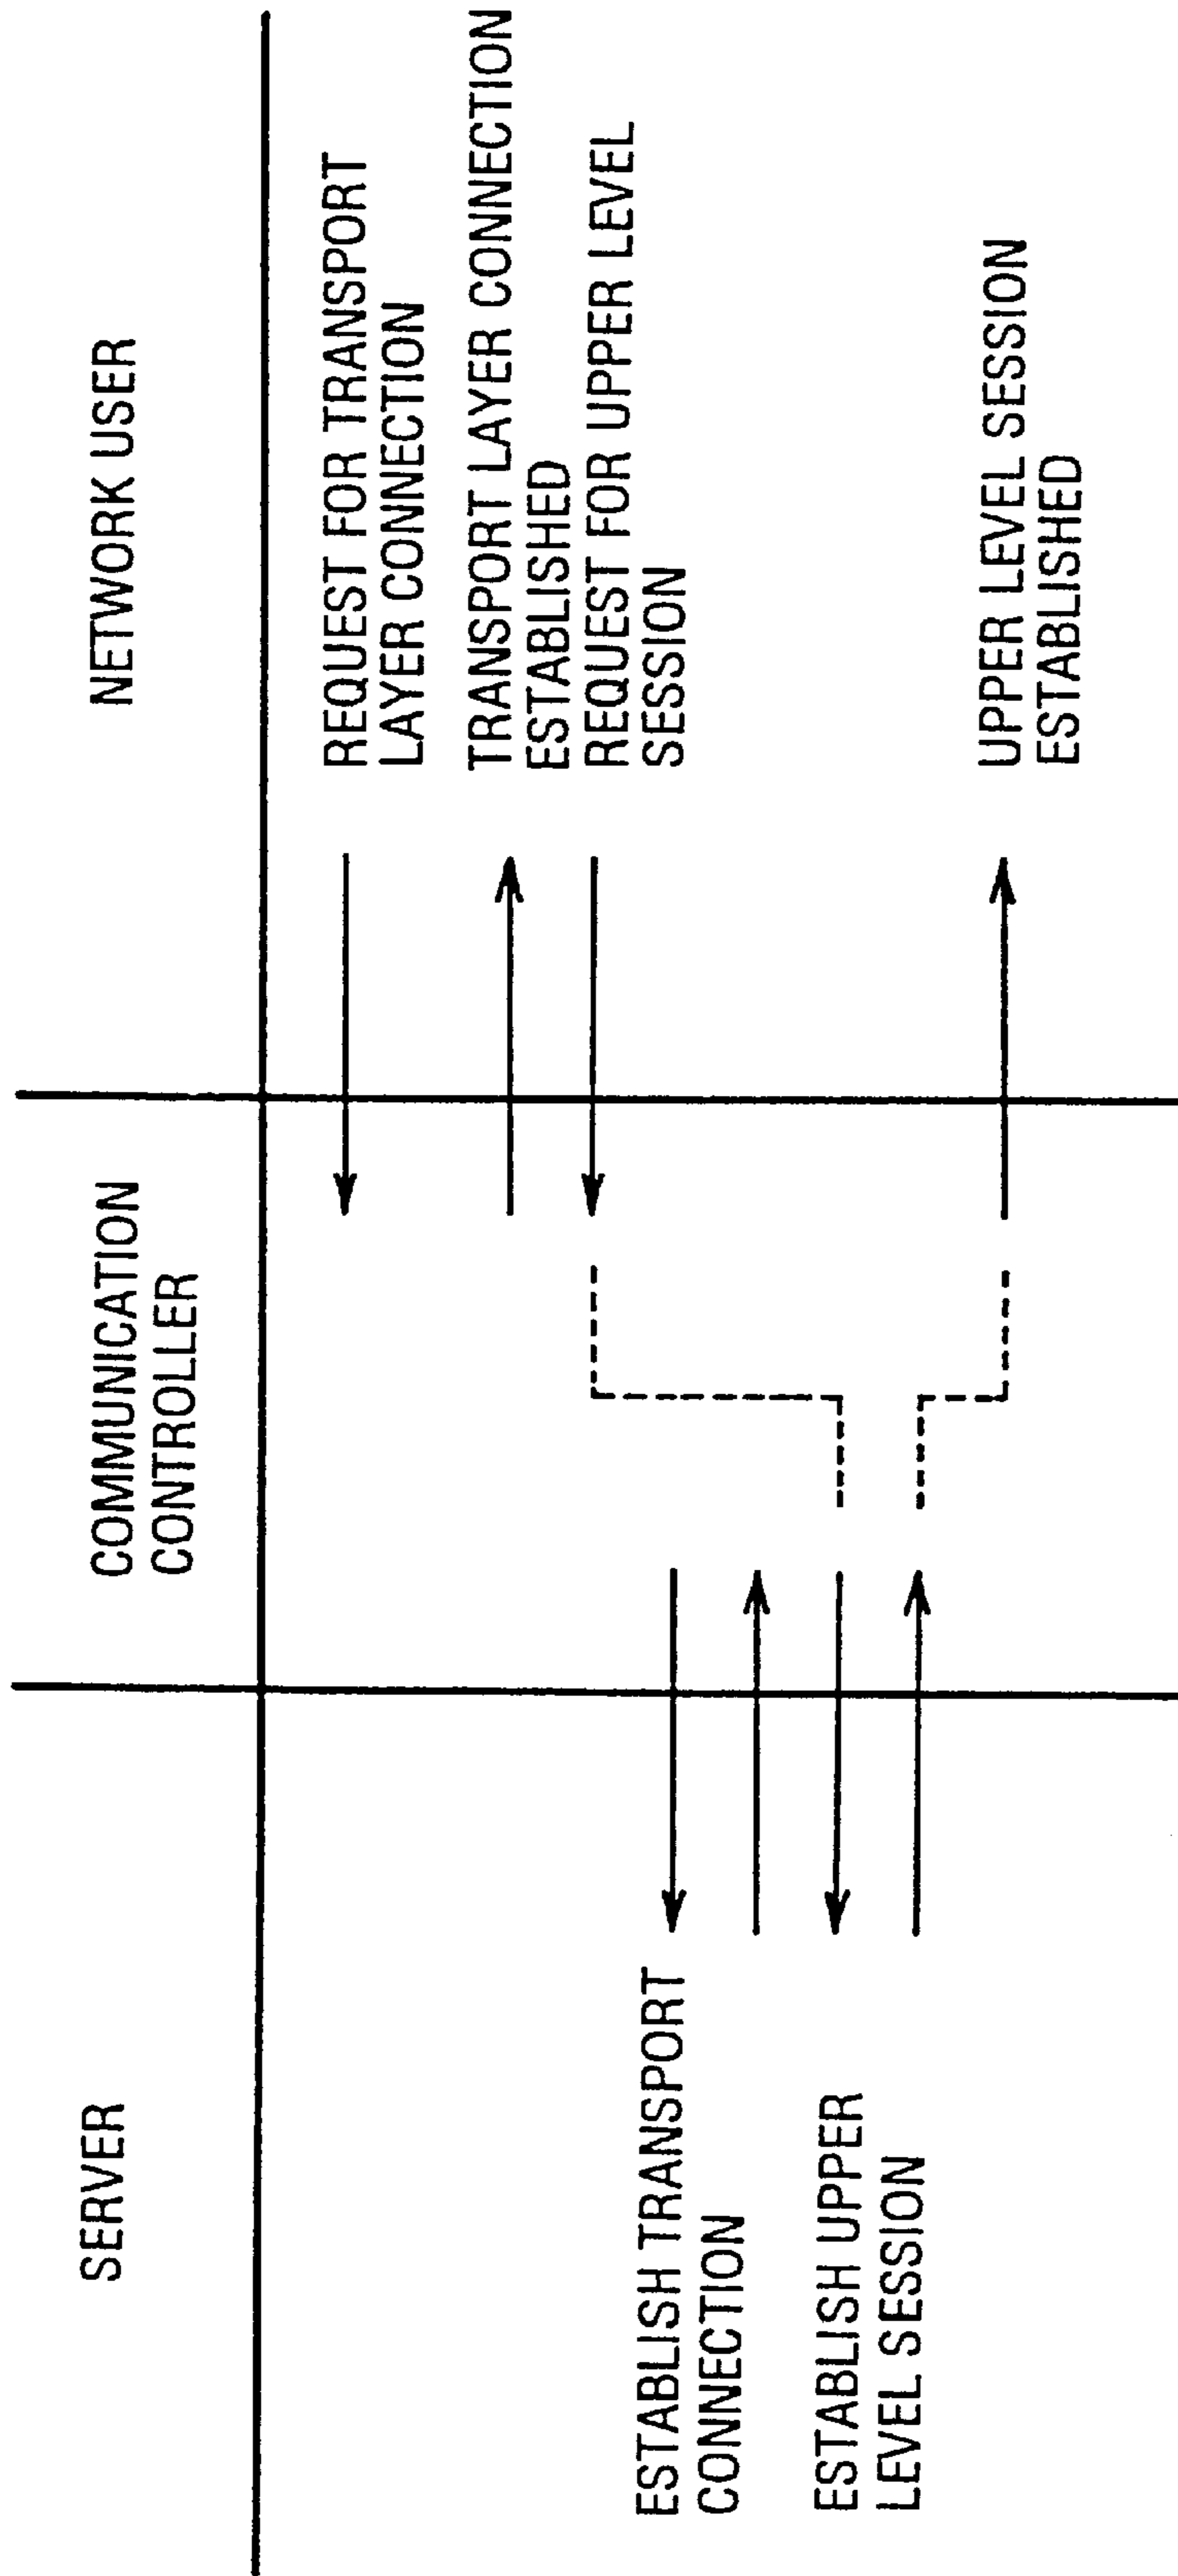 SERVER
COMMUNICATION
CONTROLLER
NETWORK USER
REQUEST FOR TRANSPORT
LAYER CONNECTION
TRANSPORT LAYER CONNECTION
ESTABLISHED
REQUEST FOR UPPER LEVEL
SESSION
ESTABLISH TRANSPORT
CONNECTION
ESTABLISH UPPER
LEVEL SESSION
UPPER LEVEL SESSION
ESTABLISHED